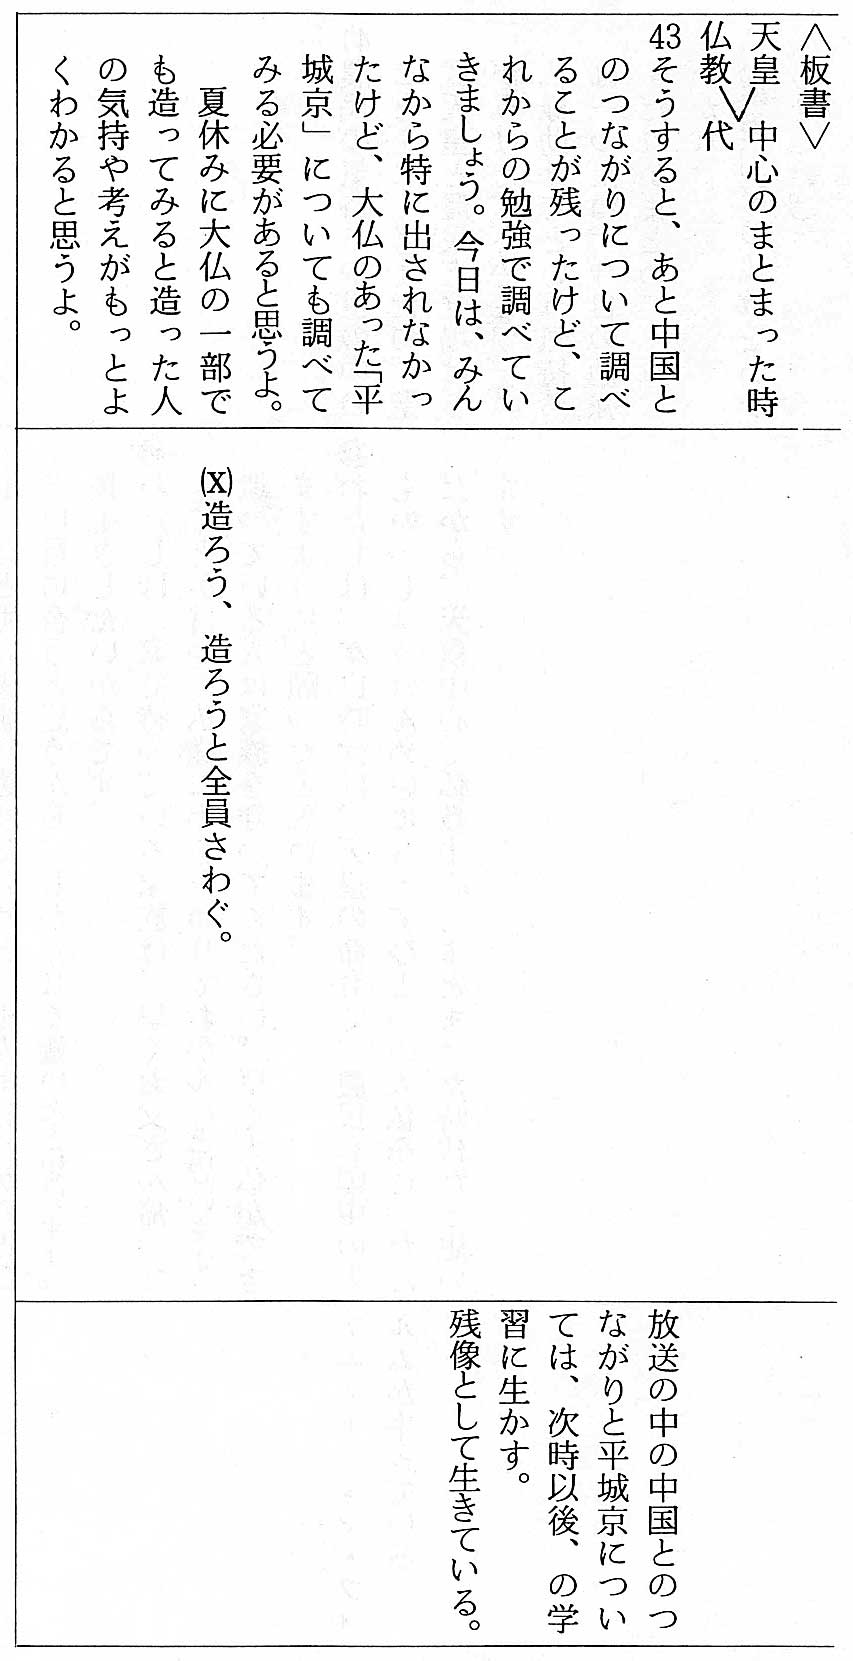 〈板書〉
天皇 中心のまとまった時
仏教 代
43そうすると、あと中国と
のつながりについて調べ
ることが残ったけど、こ
れからの勉強で調べてい
きましょう。今日は、みん
なから特に出されなかっ
たけど、大仏のあった「平
城京」についても調べて
みる必要があると思うよ。
夏休みに大仏の一部で
も造ってみると造った人
の気持や考えがもっとよ
くわかると思うよ。
(X)造ろう、造ろうと全員さわぐ。
放送の中の中国とのつ
ながりと平城京につい
ては、次時以後、の学
習に生かす。
残像として生きている。